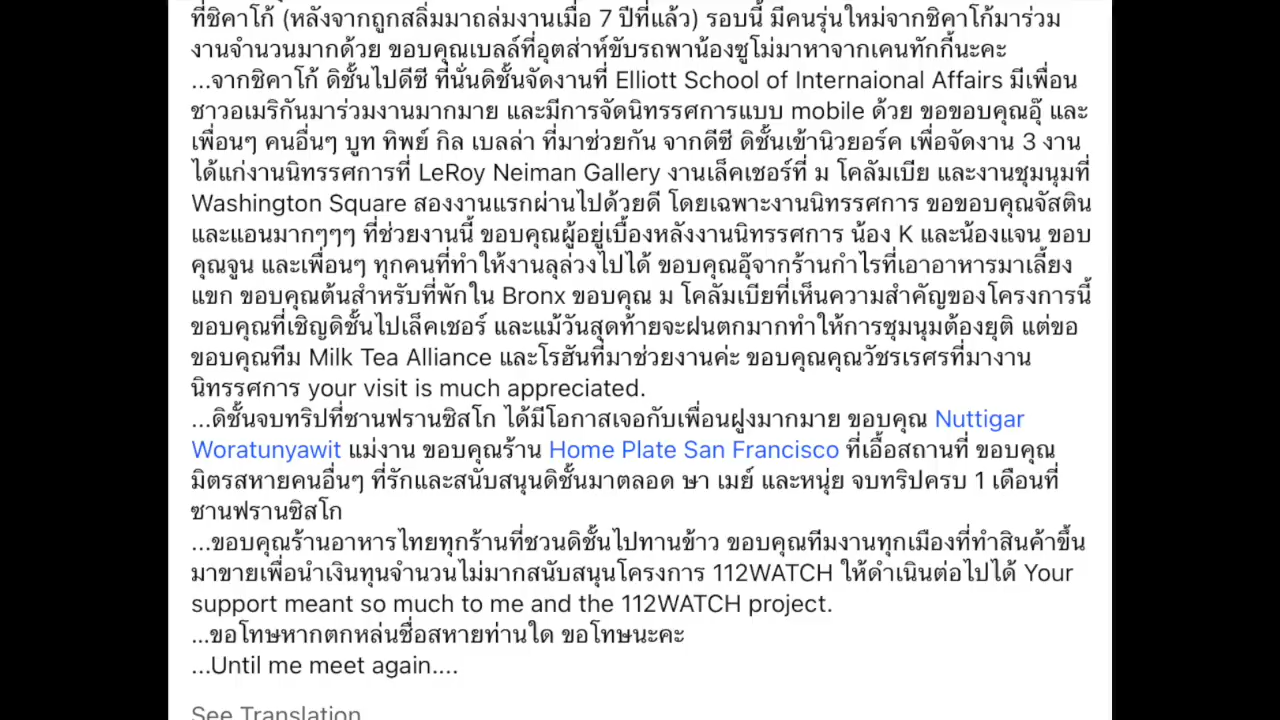 ที่ชิคาโก้ (หลังจากถูกสลิ่มมาถล่มงานเมื่อ 7 ปีที่แล้ว) รอบนี้ มีคนรุ่นใหม่จากชิคาโก้มาร่วม
งานจำนวนมากด้วย ขอบคุณเบลล์ที่อุตส่าห์ขับรถพาน้องซูโม่มาหาจากเคนทักกี้นะคะ
...จากชิคาโก้ ดิชั้นไปดีซี ที่นั่นดิชั้นจัดงานที่ Elliott School of Internaional Affairs มีเพื่อน
ชาวอเมริกันมาร่วมงานมากมาย และมีการจัดนิทรรศการแบบ mobile ด้วย ขอขอบคุณอุ๊ และ
เพื่อนๆ คนอื่นๆ บูท ทิพย์ กิล เบลล่า ที่มาช่วยกัน จากดีซี ดิชั้นเข้านิวยอร์ค เพื่อจัดงาน 3 งาน
ได้แก่งานนิทรรศการที่ LeRoy Neiman Gallery งานเล็คเชอร์ที่ ม โคลัมเบีย และงานชุมนุมที่
Washington Square สองงานแรกผ่านไปด้วยดี โดยเฉพาะงานนิทรรศการ ขอขอบคุณจัสติน
และแอนมากๆๆๆ ที่ช่วยงานนี้ ขอบคุณผู้อยู่เบื้องหลังงานนิทรรศการ น้อง K และน้องแจน ขอบ
คุณจูน และเพื่อนๆ ทุกคนที่ทำให้งานลุล่วงไปได้ ขอบคุณอุ๊จากร้านกำไรที่เอาอาหารมาเลี้ยง
แขก ขอบคุณต้นสำหรับที่พักใน Bronx ขอบคุณ ม โคลัมเบียที่เห็นความสำคัญของโครงการนี้
ขอบคุณที่เชิญดิชั้นไปเล็คเชอร์ และแม้วันสุดท้ายจะฝนตกมากทำให้การชุมนุมต้องยุติ แต่ขอ
ขอบคุณทีม Milk Tea Alliance และโรฮันที่มาช่วยงานค่ะ ขอบคุณคุณวัชรเรศรที่มางาน
นิทรรศการ your visit is much appreciated.
...ดิชั้นจบทริปที่ซานฟรานซิสโก ได้มีโอกาสเจอกับเพื่อนฝูงมากมาย ขอบคุณ Nuttigar
Woratunyawit แม่งาน ขอบคุณร้าน Home Plate San Francisco ที่เอื้อสถานที่ ขอบคุณ
มิตรสหายคนอื่นๆ ที่รักและสนับสนุนดิชั้นมาตลอด ษา เมย์ และหนุ่ย จบทริปครบ 1 เดือนที่
ซานฟรานซิสโก
...ขอบคุณร้านอาหารไทยทุกร้านที่ชวนดิชั้นไปทานข้าว ขอบคุณทีมงานทุกเมืองที่ทำสินค้าขึ้น
มาขายเพื่อนำเงินทุนจำนวนไม่มากสนับสนุนโครงการ 112WATCH ให้ดำเนินต่อไปได้ Your
support meant so much to me and the 112WATCH project.
...ขอโทษหากตกหล่นชื่อสหายท่านใด ขอโทษนะคะ
...Until me meet again....
See Translation